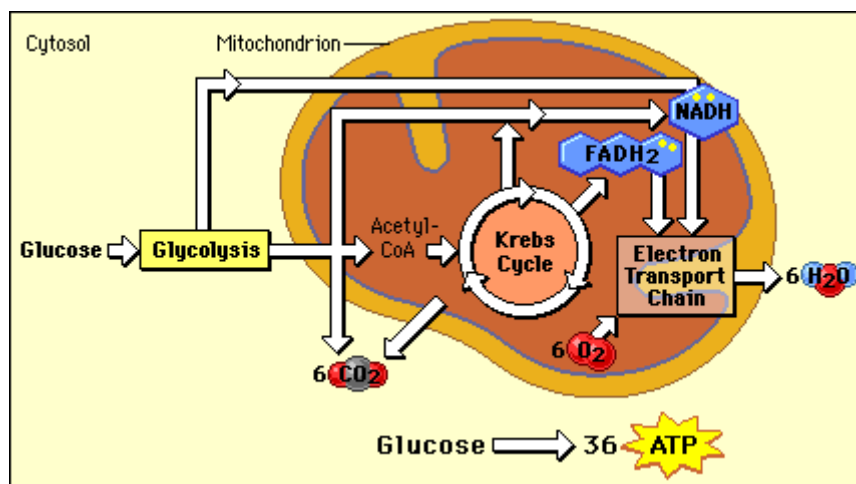 Cytosol
Mitochondrion
NADH
FADH2
Acetyl-
CoA
Glucose
Glycolysis
Krebs
Cycle
Electron
Transport
Chain
6 H2O
6 O2
6 CO2
Glucose 36 ATP